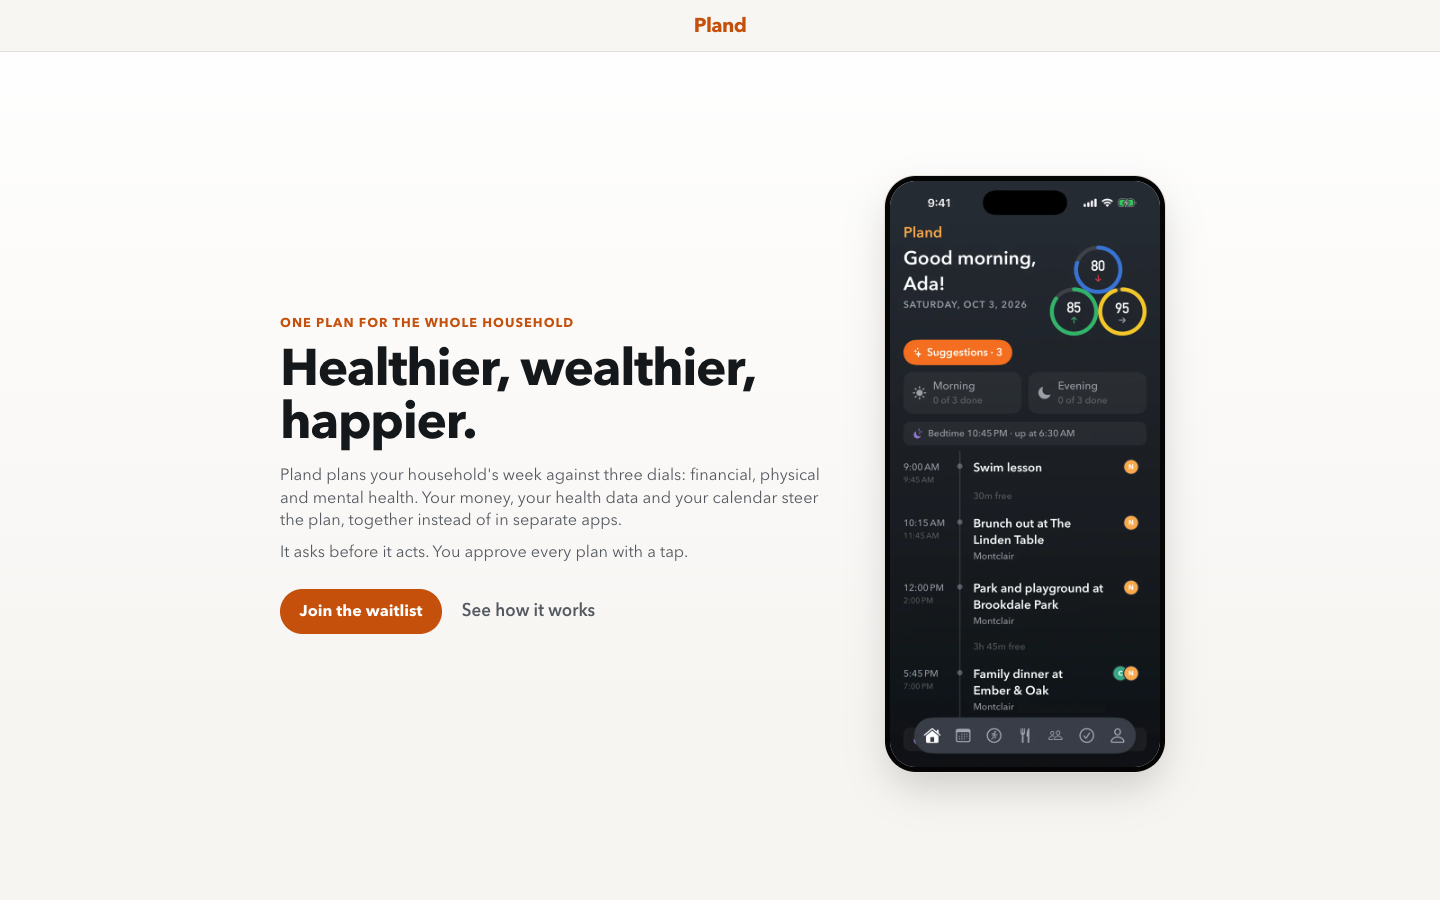 Pland
ONE PLAN FOR THE WHOLE HOUSEHOLD
Healthier, wealthier,
happier.
Pland plans your household's week against three dials: financial, physical
and mental health. Your money, your health data and your calendar steer
the plan, together instead of in separate apps.
It asks before it acts. You approve every plan with a tap.
Join the waitlist
See how it works
9:41
Pland
Good morning,
Ada!
SATURDAY, OCT 3, 2026
80
85
95
Suggestions · 3
Morning
0 of 3 done
Evening
0 of 3 done
Bedtime 10:45 PM · up at 6:30 AM
9:00 AM
9:45 AM
Swim lesson
N
30m free
10:15 AM
11:45 AM
Brunch out at The
Linden Table
Montclair
N
12:00 PM
2:00 PM
Park and playground at
Brookdale Park
Montclair
N
3h 45m free
5:45 PM
7:00 PM
Family dinner at
Ember & Oak
Montclair
N